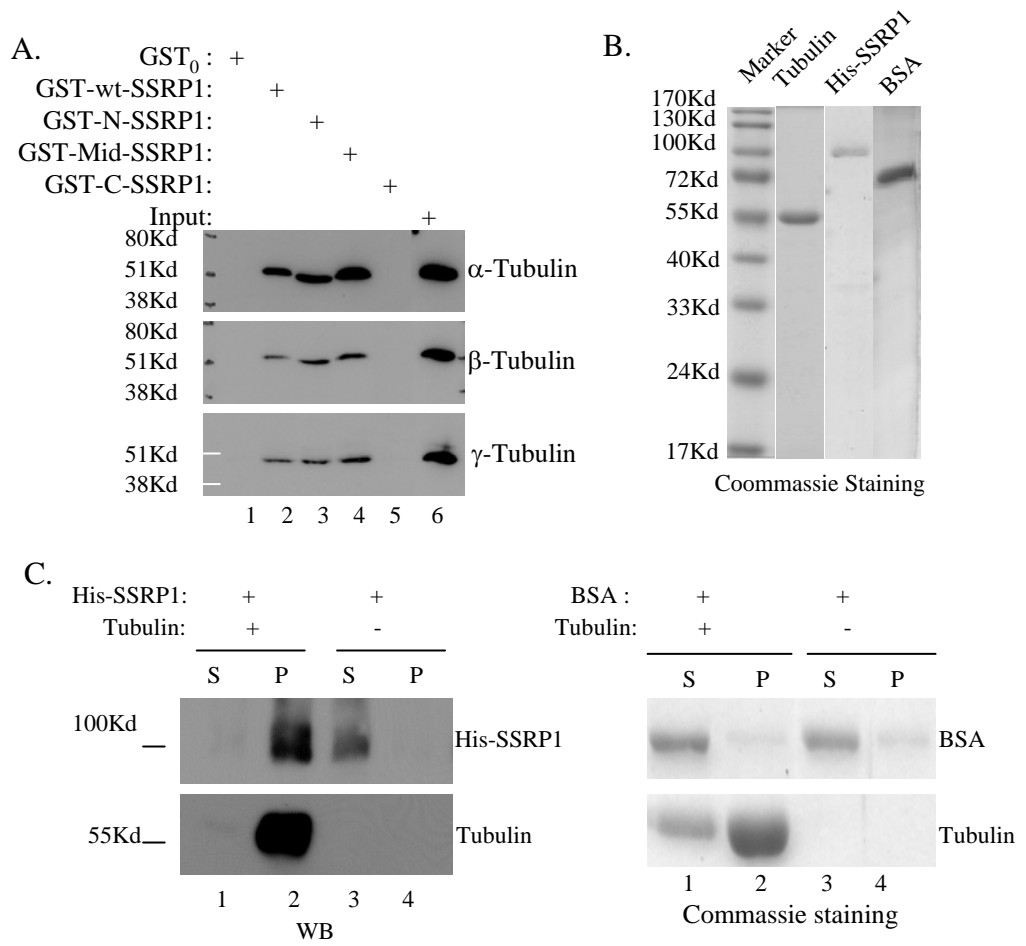 A.
GST0 : +
GST-wt-SSRP1: +
GST-N-SSRP1: +
GST-Mid-SSRP1: +
GST-C-SSRP1: +
Input: +
80Kd
51Kd
38Kd
α-Tubulin
80Kd
51Kd
38Kd
β-Tubulin
51Kd
38Kd
γ-Tubulin
1 2 3 4 5 6
B.
Marker Tubulin His-SSRP1 BSA
170Kd
130Kd
100Kd
72Kd
55Kd
40Kd
33Kd
24Kd
17Kd
Coommassie Staining
C.
His-SSRP1: + +
Tubulin: + -
S P S P
100Kd
His-SSRP1
55Kd
Tubulin
1 2 3 4
WB
BSA : + +
Tubulin: + -
S P S P
BSA
Tubulin
1 2 3 4
Commassie staining